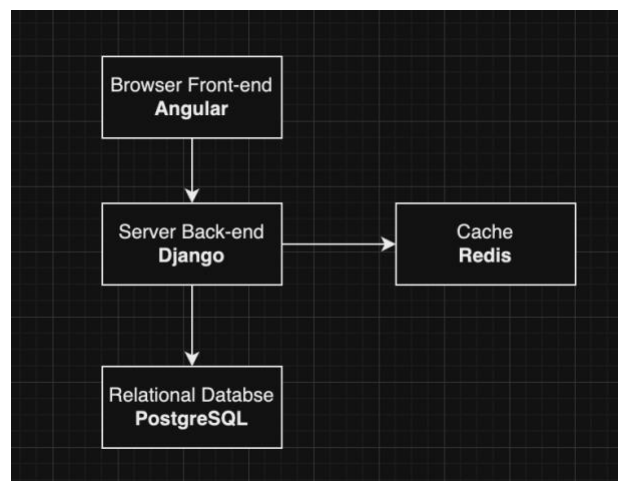 Browser Front-end
Angular
Server Back-end
Django
Cache
Redis
Relational Databse
PostgreSQL